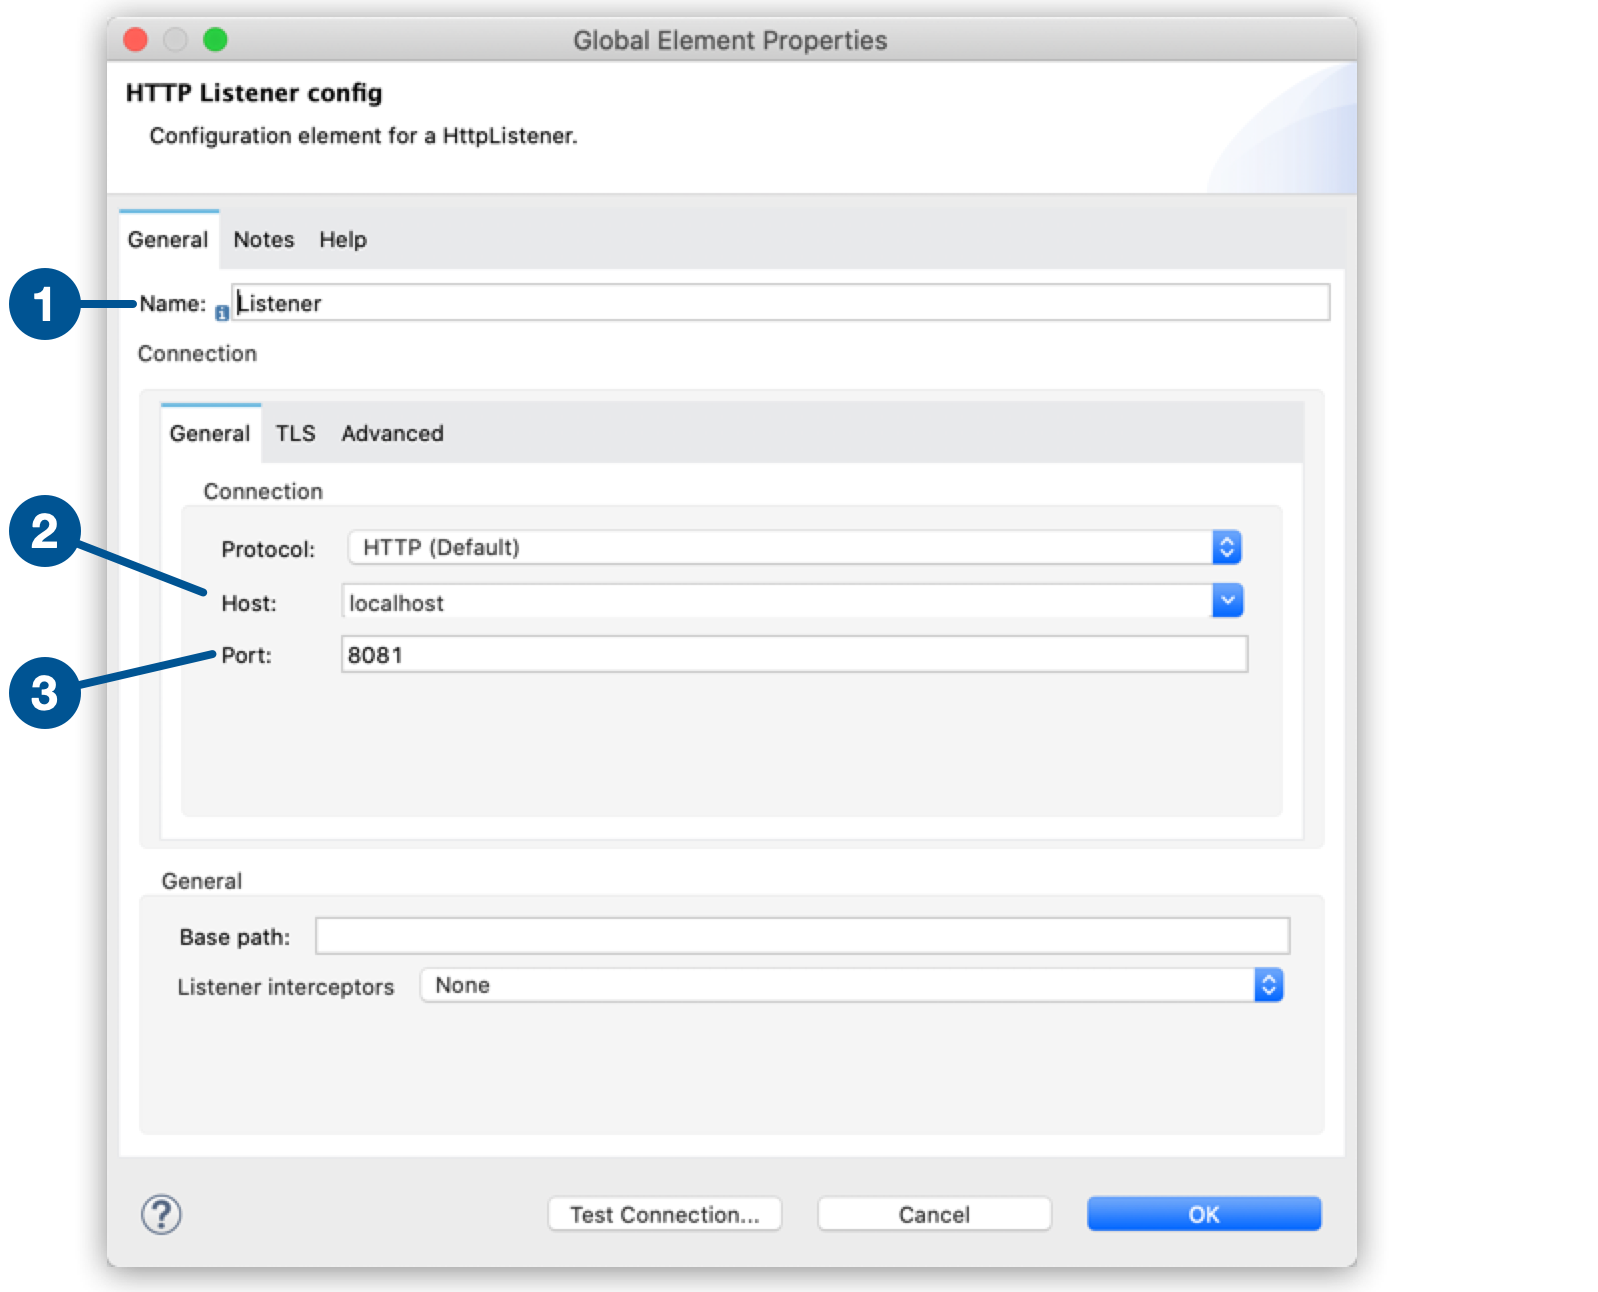 Global Element Properties
HTTP Listener config
Configuration element for a HttpListener.
General Notes Help
1 Name: i Listener
Connection
General TLS Advanced
Connection
Protocol: HTTP (Default)
2 Host: localhost
3 Port: 8081
General
Base path:
Listener interceptors None
? Test Connection... Cancel OK